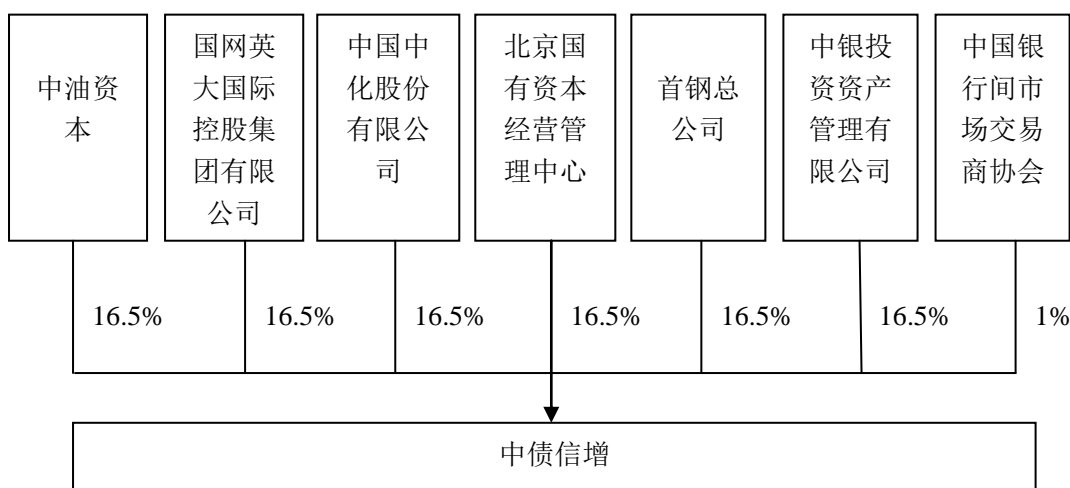 中油资
本
国网英
大国际
控股集
团有限
公司
中国中
化股份
有限公
司
北京国
有资本
经营管
理中心
首钢总
公司
中银投
资资产
管理有
限公司
中国银
行间市
场交易
商协会
16.5%
16.5%
16.5%
16.5%
16.5%
16.5%
1%
中债信增